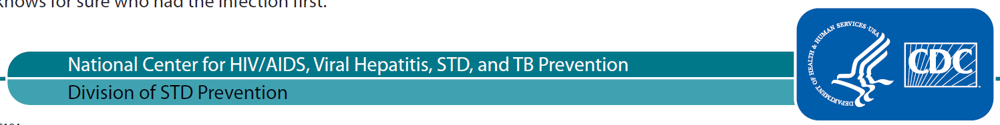 knows for sure who had the infection first.
National Center for HIV/AIDS, Viral Hepatitis, STD, and TB Prevention
Division of STD Prevention
DEPARTMENT OF HEALTH & HUMAN SERVICES·USA
CDC